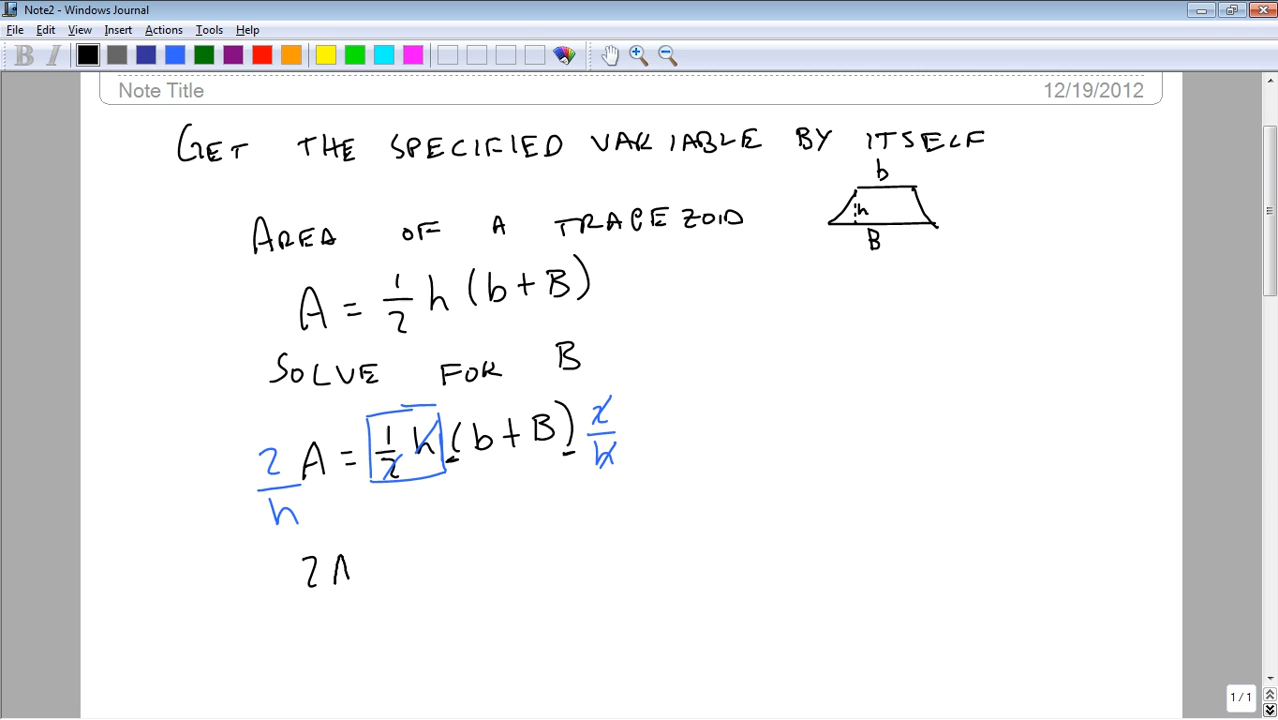 Note2 - Windows Journal
File Edit View Insert Actions Tools Help
B I
Note Title 12/19/2012
GET THE SPECIFIED VARIABLE BY ITSELF
b
h
B
AREA OF A TRAPEZOID
A = 1/2 h (b + B)
SOLVE FOR B
2/h A = 1/2 h (b + B) 2/h
2 A
1 / 1